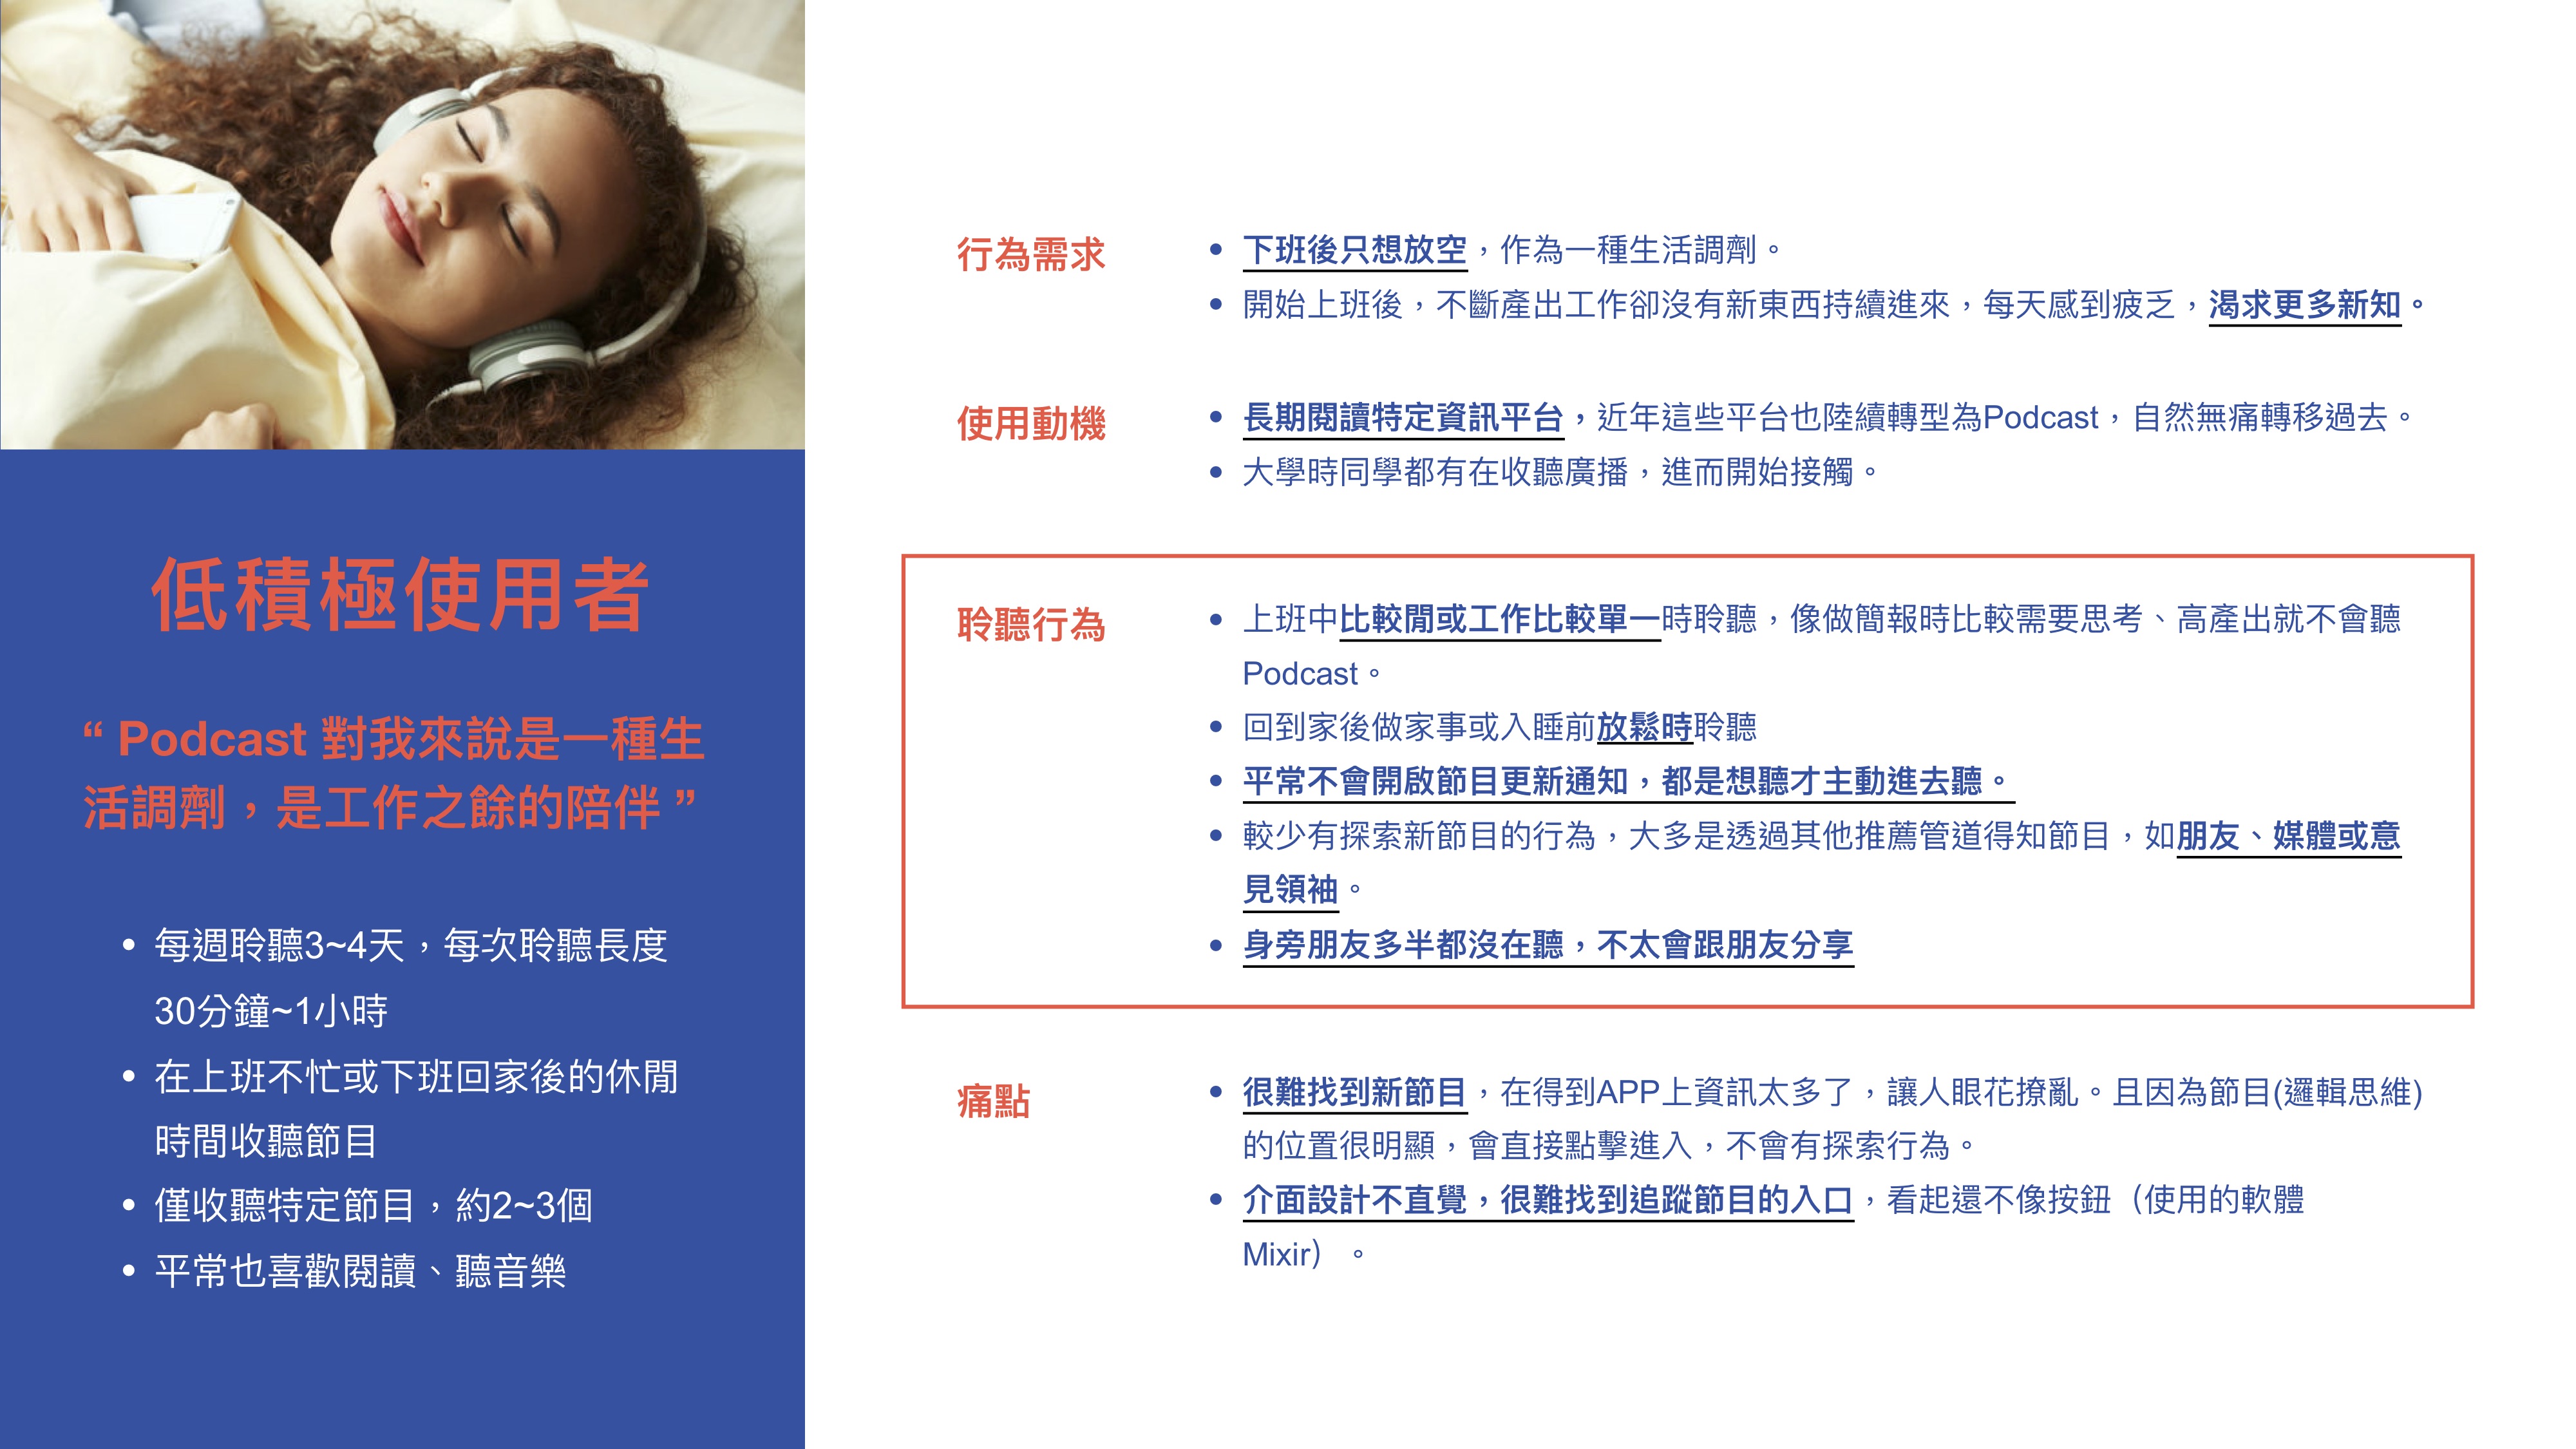 低積極使用者
“ Podcast 對我來說是一種生
活調劑，是工作之餘的陪伴 ”
• 每週聆聽3~4天，每次聆聽長度
30分鐘~1小時
• 在上班不忙或下班回家後的休閒
時間收聽節目
• 僅收聽特定節目，約2~3個
• 平常也喜歡閱讀、聽音樂
行為需求
• 下班後只想放空，作為一種生活調劑。
• 開始上班後，不斷產出工作卻沒有新東西持續進來，每天感到疲乏，渴求更多新知。
使用動機
• 長期閱讀特定資訊平台，近年這些平台也陸續轉型為Podcast，自然無痛轉移過去。
• 大學時同學都有在收聽廣播，進而開始接觸。
聆聽行為
• 上班中比較閒或工作比較單一時聆聽，像做簡報時比較需要思考、高產出就不會聽
Podcast。
• 回到家後做家事或入睡前放鬆時聆聽
• 平常不會開啟節目更新通知，都是想聽才主動進去聽。
• 較少有探索新節目的行為，大多是透過其他推薦管道得知節目，如朋友、媒體或意
見領袖。
• 身旁朋友多半都沒在聽，不太會跟朋友分享
痛點
• 很難找到新節目，在得到APP上資訊太多了，讓人眼花撩亂。且因為節目(邏輯思維)
的位置很明顯，會直接點擊進入，不會有探索行為。
• 介面設計不直覺，很難找到追蹤節目的入口，看起還不像按鈕（使用的軟體
Mixir） 。